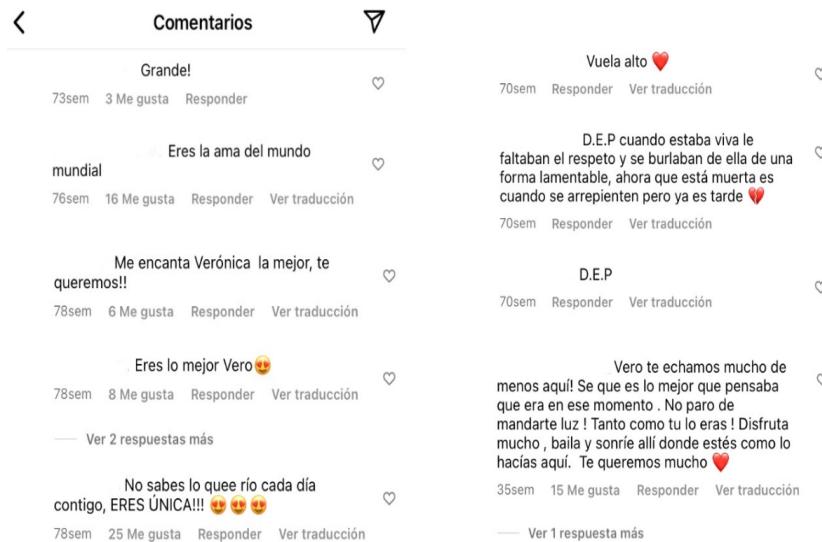 Comentarios
Grande!
73sem 3 Me gusta Responder
Eres la ama del mundo
mundial
76sem 16 Me gusta Responder Ver traducción
Me encanta Verónica la mejor, te
queremos!!
78sem 6 Me gusta Responder Ver traducción
Eres lo mejor Vero😍
78sem 8 Me gusta Responder Ver traducción
Ver 2 respuestas más
No sabes lo quee río cada día
contigo, ERES ÚNICA!!! 😍 😍 😍
78sem 25 Me gusta Responder Ver traducción
Vuela alto ❤️
70sem Responder Ver traducción
D.E.P cuando estaba viva le
faltaban el respeto y se burlaban de ella de una
forma lamentable, ahora que está muerta es
cuando se arrepienten pero ya es tarde 💔
70sem Responder Ver traducción
D.E.P
70sem Responder Ver traducción
Vero te echamos mucho de
menos aquí! Se que es lo mejor que pensaba
que era en ese momento . No paro de
mandarte luz ! Tanto como tu lo eras ! Disfruta
mucho , baila y sonríe allí donde estés como lo
hacías aquí. Te queremos mucho ❤️
35sem 15 Me gusta Responder Ver traducción
Ver 1 respuesta más